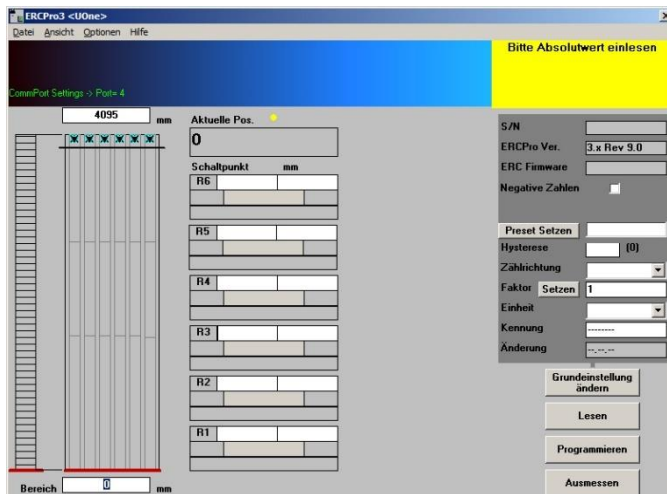 ERCPro3 <UOne>
Datei Ansicht Optionen Hilfe
Bitte Absolutwert einlesen
CommPort Settings -> Port= 4
4095 mm
Aktuelle Pos.
0
Schaltpunkt mm
R6
R5
R4
R3
R2
R1
Bereich 0 mm
S/N
ERCPro Ver. 3.x Rev 9.0
ERC Firmware
Negative Zahlen
Preset Setzen
Hysterese (0)
Zählrichtung
Faktor Setzen 1
Einheit
Kennung --------
Änderung --.--.--
Grundeinstellung
ändern
Lesen
Programmieren
Ausmessen